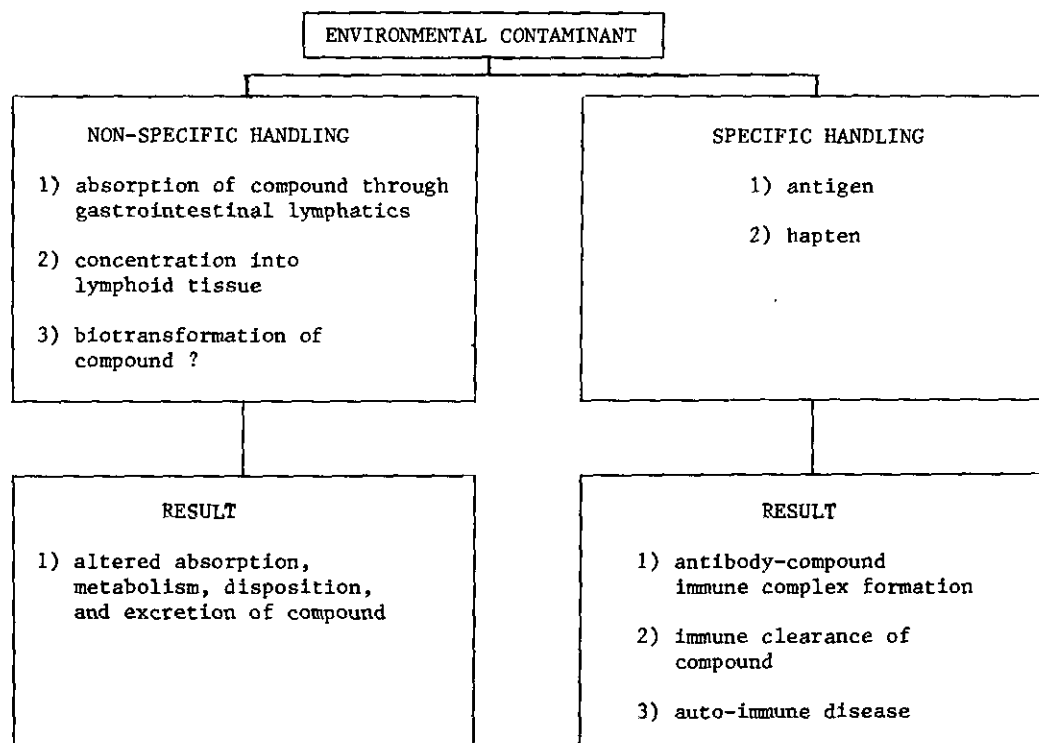 ENVIRONMENTAL CONTAMINANT
NON-SPECIFIC HANDLING
1) absorption of compound through
gastrointestinal lymphatics
2) concentration into
lymphoid tissue
3) biotransformation of
compound ?
SPECIFIC HANDLING
1) antigen
2) hapten
RESULT
1) altered absorption,
metabolism, disposition,
and excretion of compound
RESULT
1) antibody-compound
immune complex formation
2) immune clearance of
compound
3) auto-immune disease